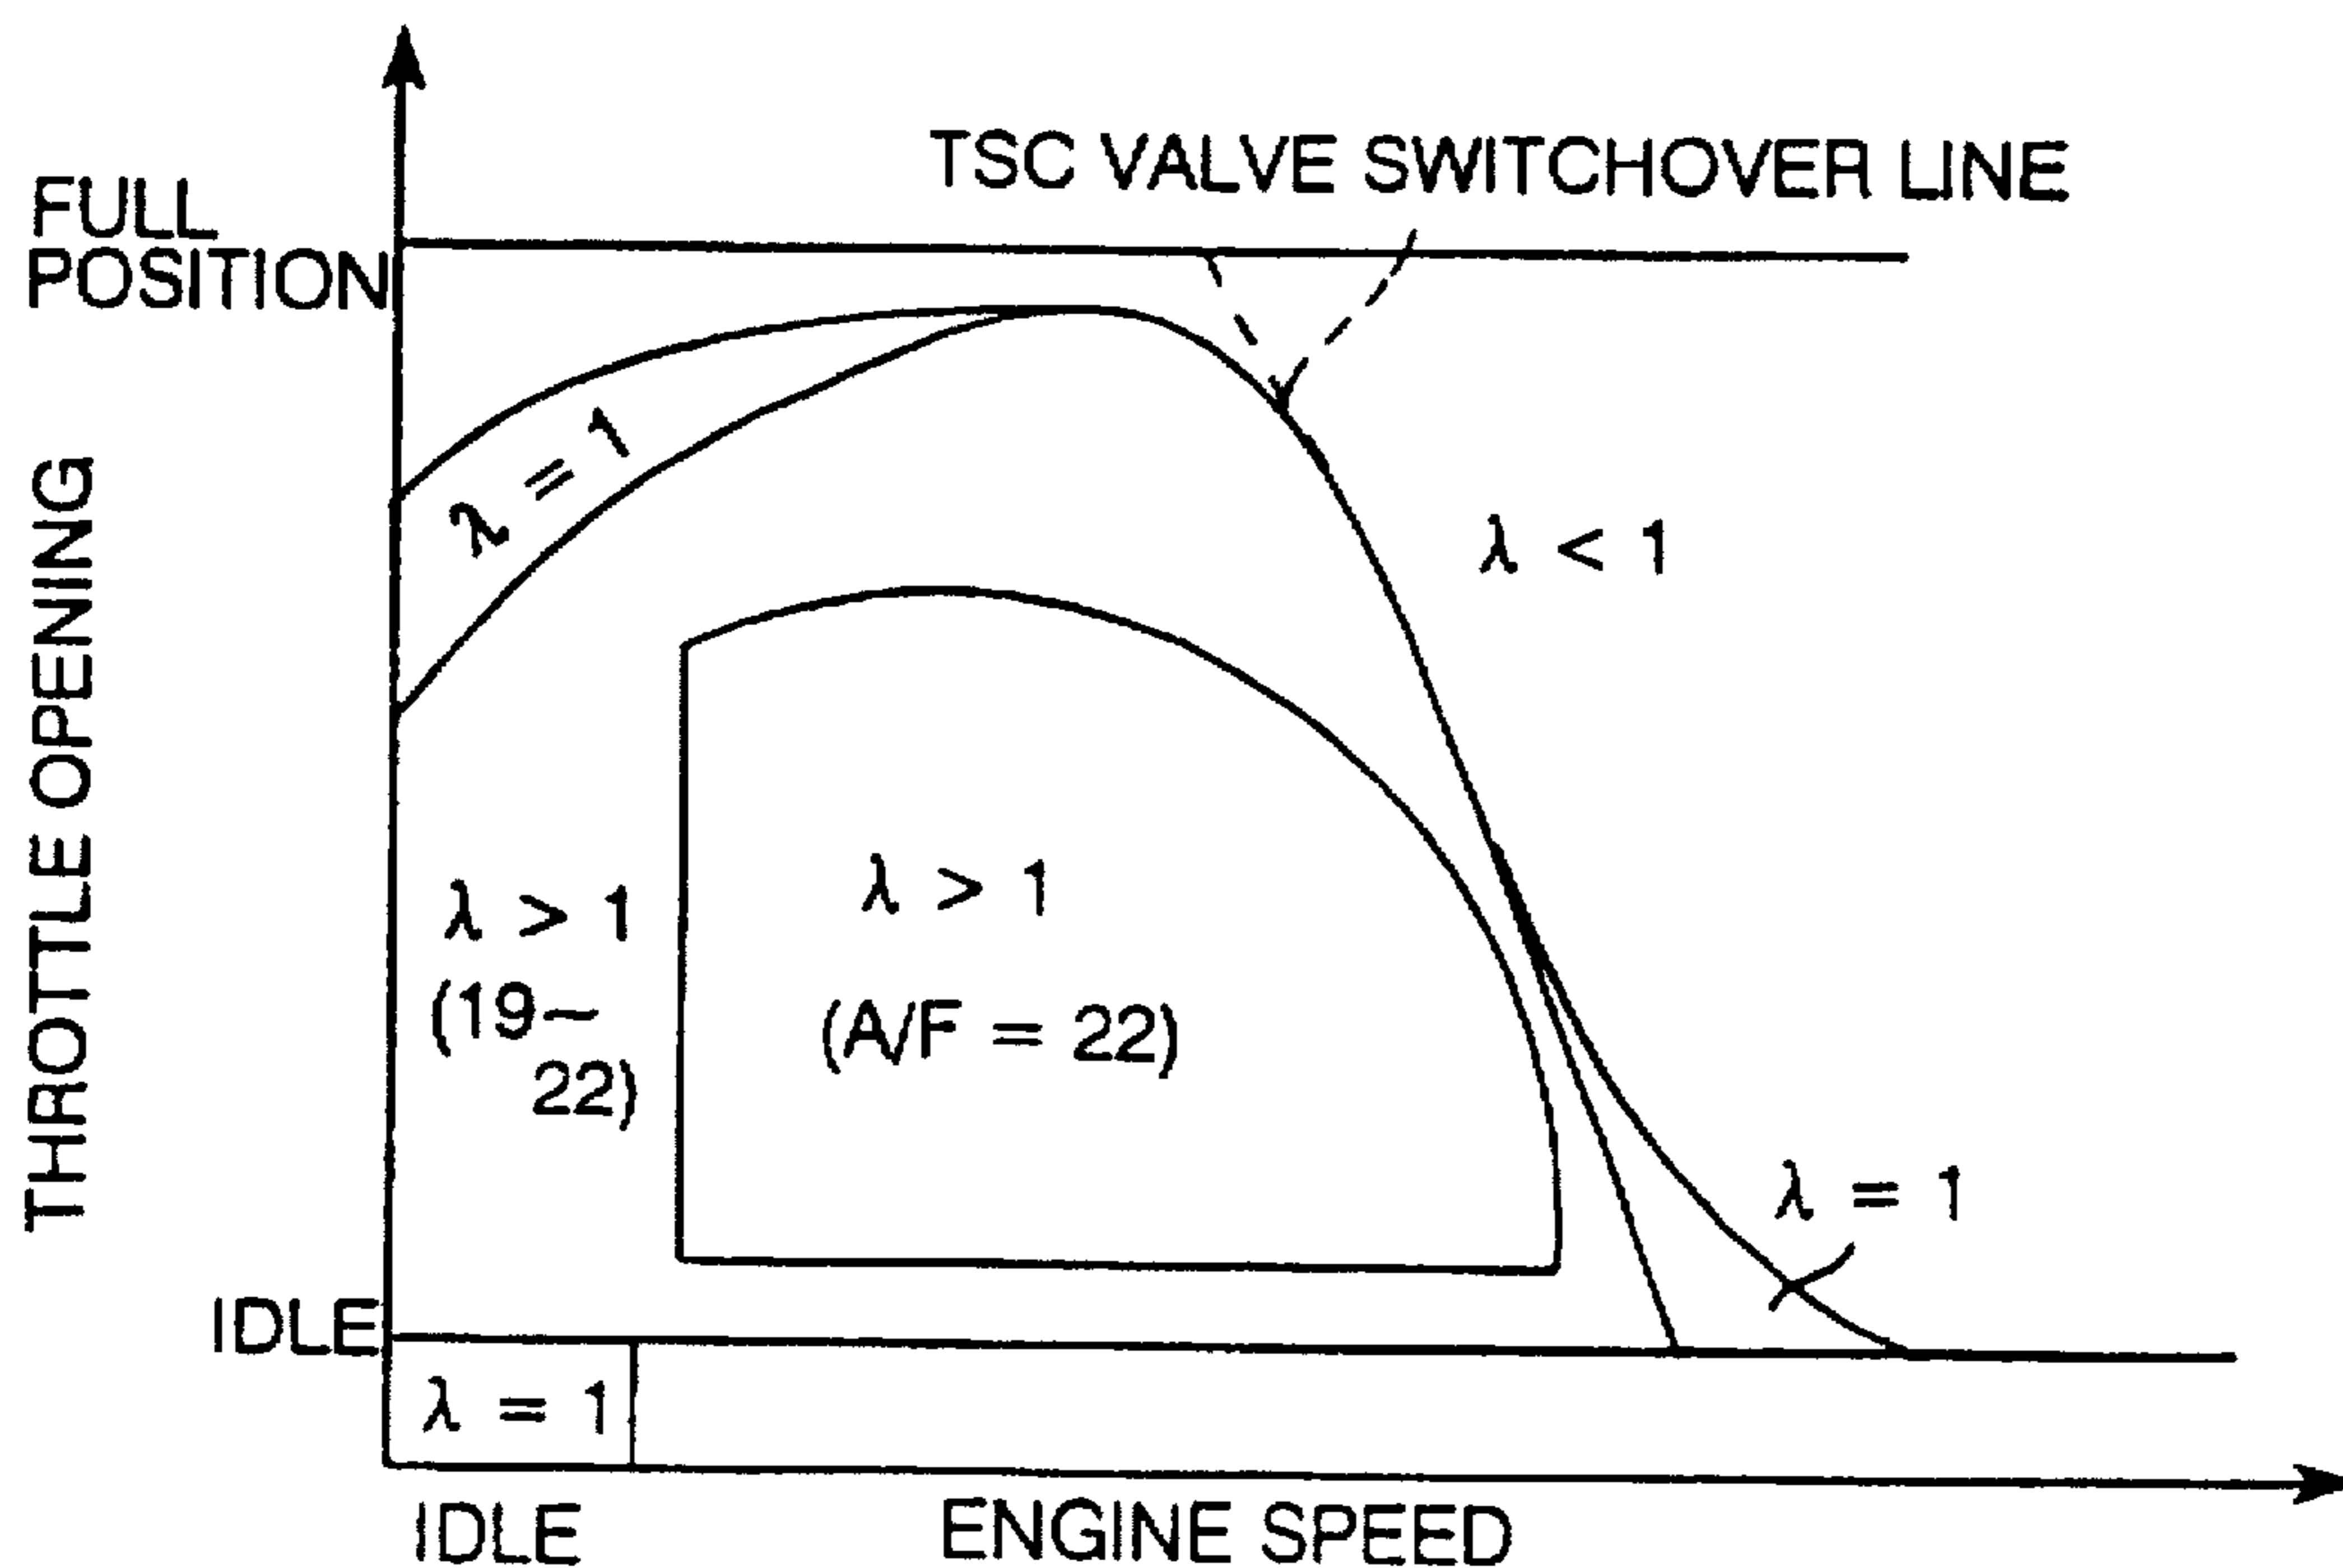 TSC VALVE SWITCHOVER LINE
FULL
POSITION
λ = 1
λ < 1
THROTTLE OPENING
λ > 1
(19~
22)
λ > 1
(A/F = 22)
λ = 1
IDLE
λ = 1
IDLE
ENGINE SPEED